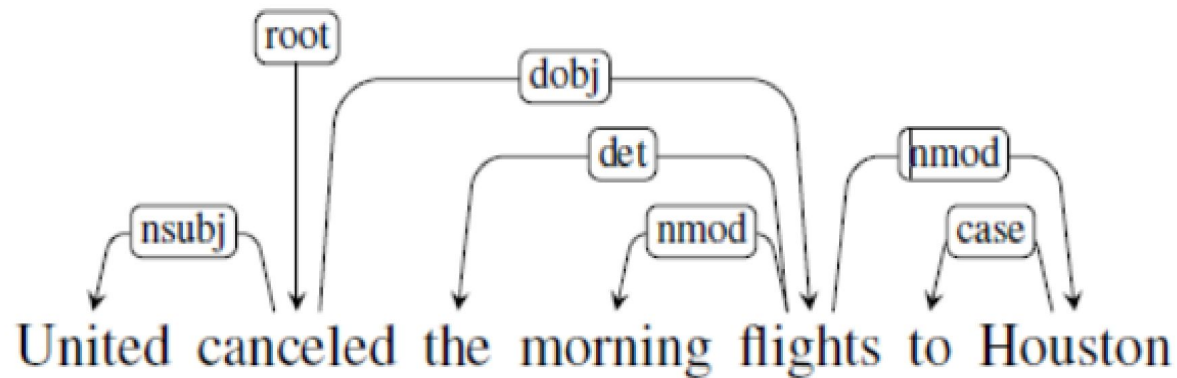 root
dobj
det
nmod
nsubj
nmod
case
United canceled the morning flights to Houston